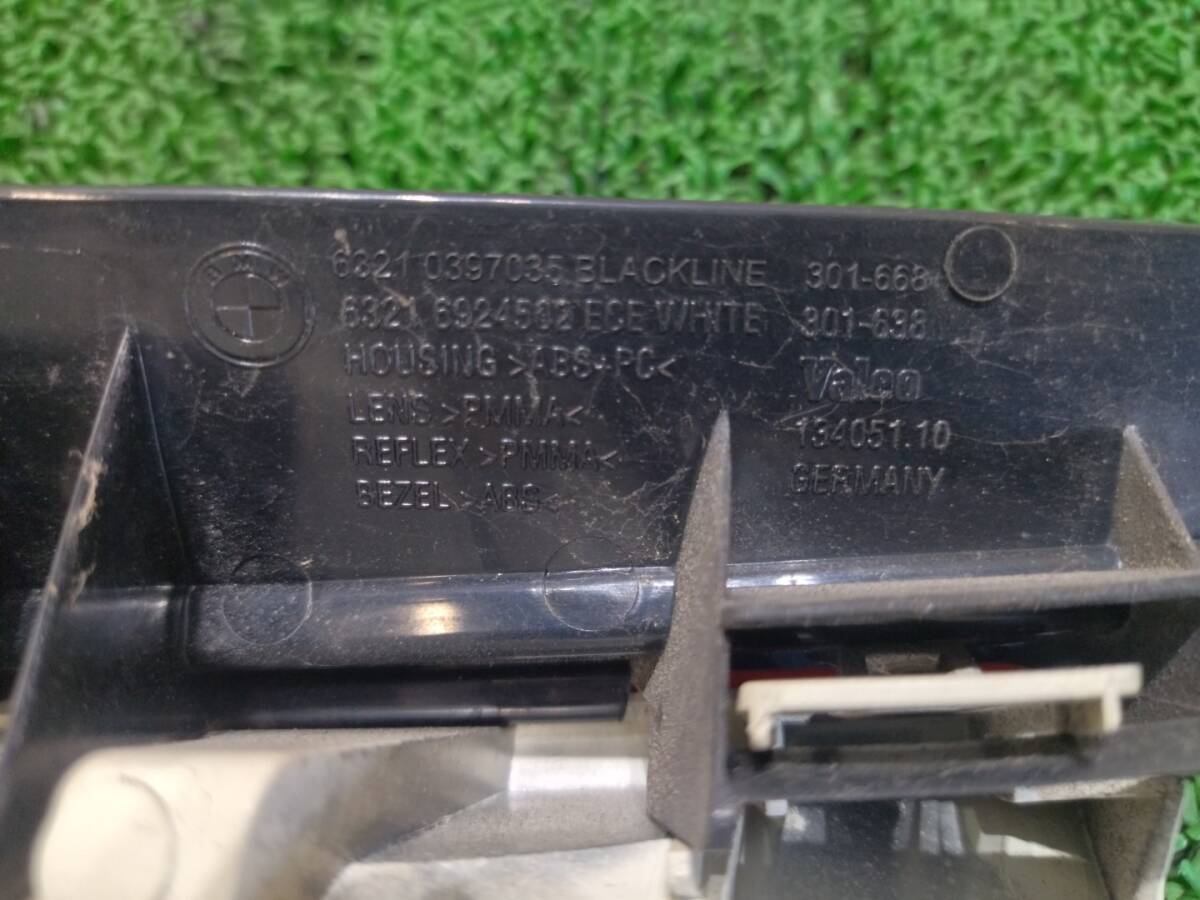 BMW
6321 0397035 BLACKLINE 301-668
6321 6924502 ECE WHITE 301-638
HOUSING >ABS+PC< Valeo
LENS >PMMA< 134051.10
REFLEX >PMMA< GERMANY
BEZEL >ABS<